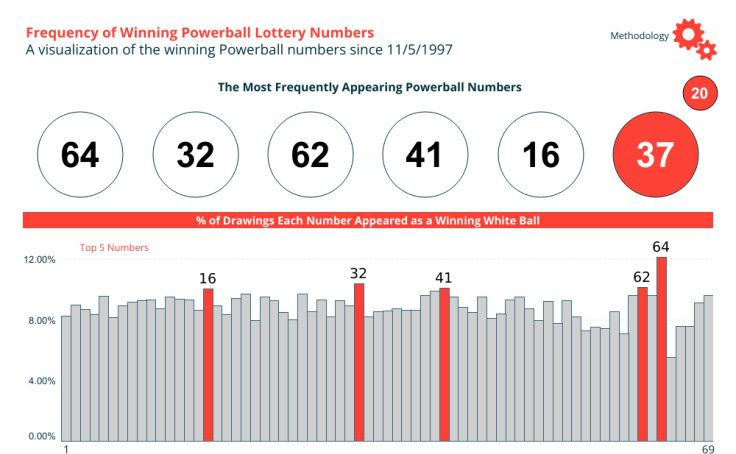 Frequency of Winning Powerball Lottery Numbers
A visualization of the winning Powerball numbers since 11/5/1997
Methodology
The Most Frequently Appearing Powerball Numbers
20
64 32 62 41 16 37
% of Drawings Each Number Appeared as a Winning White Ball
Top 5 Numbers
64
12.00%
16 32 41 62
8.00%
4.00%
0.00%
1 69